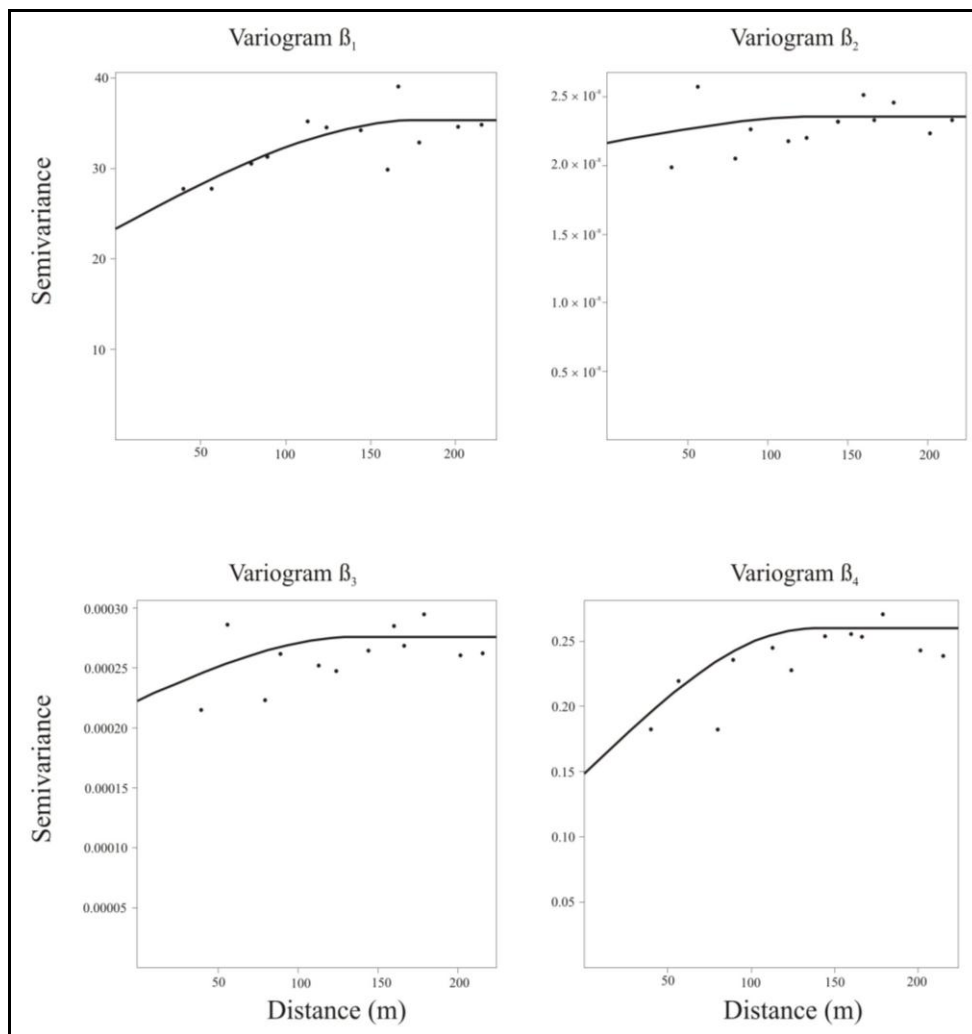 Variogram ß₁
40
30
20
10
50 100 150 200
Semivariance
Variogram ß₂
2.5 × 10⁻⁸
2.0 × 10⁻⁸
1.5 × 10⁻⁸
1.0 × 10⁻⁸
0.5 × 10⁻⁸
50 100 150 200
Variogram ß₃
0.00030
0.00025
0.00020
0.00015
0.00010
0.00005
50 100 150 200
Semivariance
Distance (m)
Variogram ß₄
0.25
0.20
0.15
0.10
0.05
50 100 150 200
Distance (m)